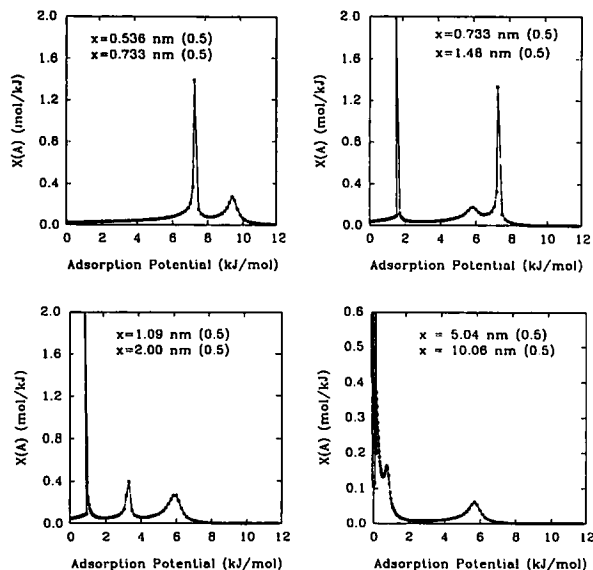 x=0.536 nm (0.5)
x=0.733 nm (0.5)
X(A) (mol/kJ)
2.0
1.6
1.2
0.8
0.4
0.0
0 2 4 6 8 10 12
Adsorption Potential (kJ/mol)
x=0.733 nm (0.5)
x=1.48 nm (0.5)
X(A) (mol/kJ)
2.0
1.6
1.2
0.8
0.4
0.0
0 2 4 6 8 10 12
Adsorption Potential (kJ/mol)
x=1.09 nm (0.5)
x=2.00 nm (0.5)
X(A) (mol/kJ)
2.0
1.6
1.2
0.8
0.4
0.0
0 2 4 6 8 10 12
Adsorption Potential (kJ/mol)
x = 5.04 nm (0.5)
x = 10.06 nm (0.5)
X(A) (mol/kJ)
0.6
0.5
0.4
0.3
0.2
0.1
0.0
0 2 4 6 8 10 12
Adsorption Potential (kJ/mol)